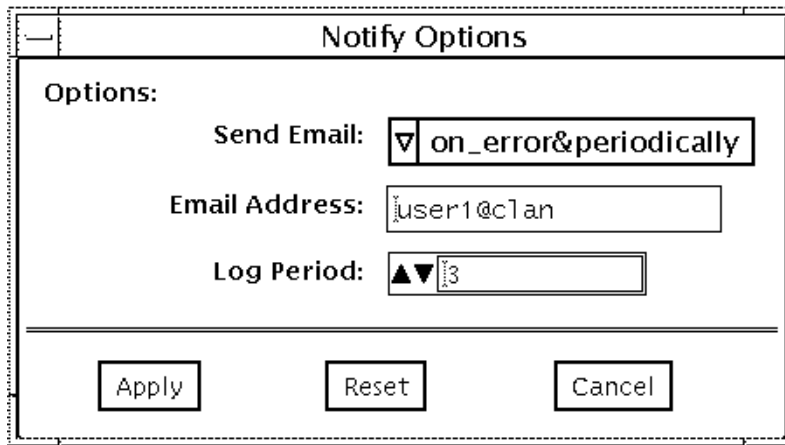 Notify Options
Options:
Send Email: on_error&periodically
Email Address: user1@clan
Log Period: 3
Apply Reset Cancel